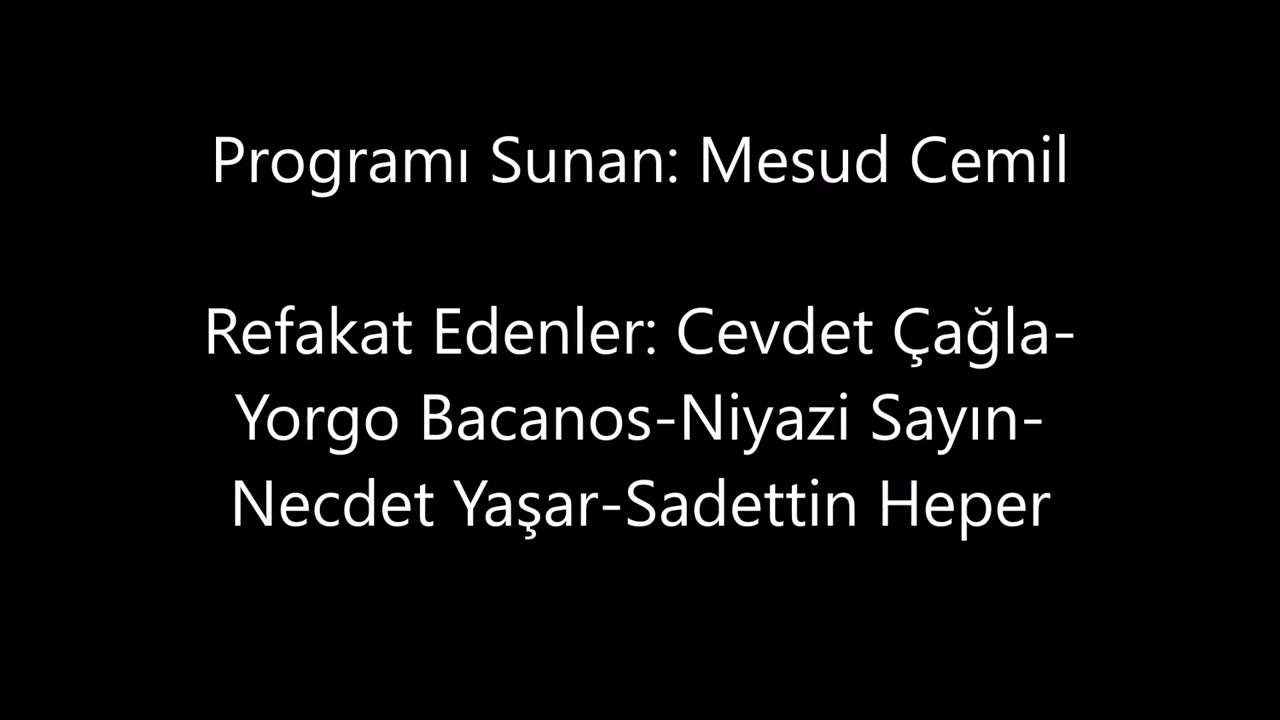 Programı Sunan: Mesud Cemil
Refakat Edenler: Cevdet Çağla-
Yorgo Bacanos-Niyazi Sayın-
Necdet Yaşar-Sadettin Heper